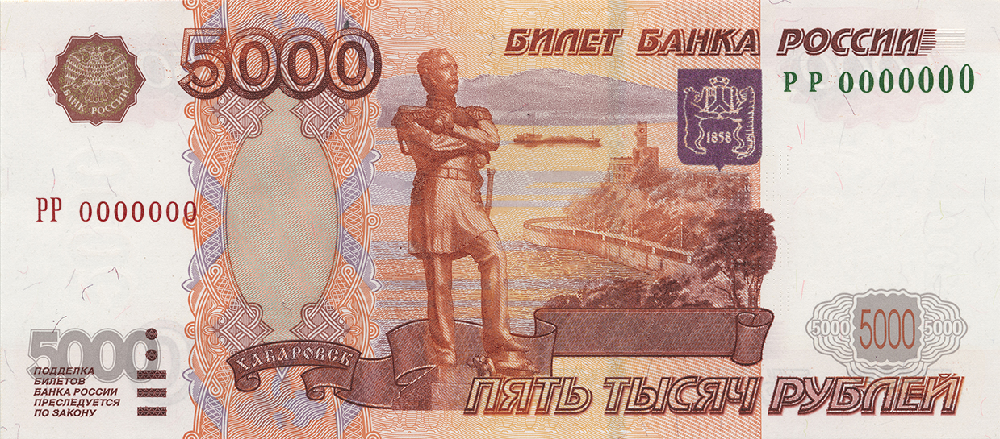 5000
БИЛЕТ БАНКА РОССИИ
БАНК РОССИИ
РР 0000000
1858
РР 0000000
ХАБАРОВСК
5000 5000 5000
5000
ПОДДЕЛКА
БИЛЕТОВ
БАНКА РОССИИ
ПРЕСЛЕДУЕТСЯ
ПО ЗАКОНУ
ПЯТЬ ТЫСЯЧ РУБЛЕЙ